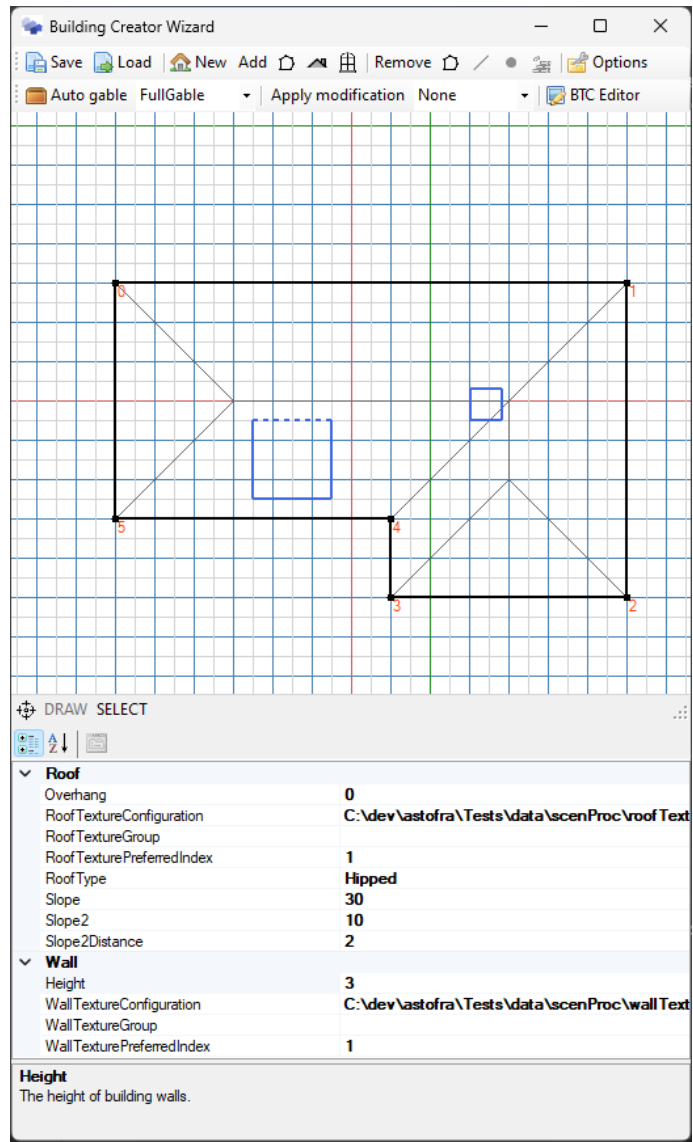 Building Creator Wizard
Save Load New Add Remove Options
Auto gable FullGable Apply modification None BTC Editor
0 1
5 4
3 2
DRAW SELECT
Roof
Overhang 0
RoofTextureConfiguration C:\dev\astofra\Tests\data\scenProc\roofText
RoofTextureGroup
RoofTexturePreferredIndex 1
RoofType Hipped
Slope 30
Slope2 10
Slope2Distance 2
Wall
Height 3
WallTextureConfiguration C:\dev\astofra\Tests\data\scenProc\wallText
WallTextureGroup
WallTexturePreferredIndex 1
Height
The height of building walls.